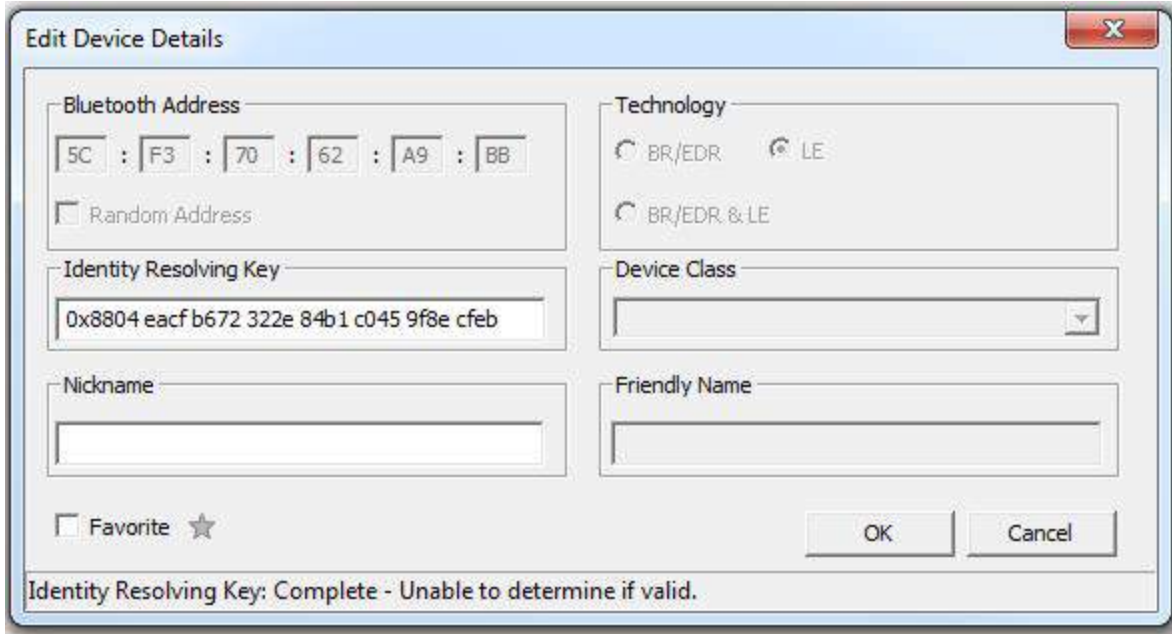 Edit Device Details
Bluetooth Address
5C : F3 : 70 : 62 : A9 : BB
Random Address
Technology
BR/EDR LE
BR/EDR & LE
Identity Resolving Key
0x8804 eacf b672 322e 84b1 c045 9f8e cfeb
Device Class
Nickname
Friendly Name
Favorite
OK Cancel
Identity Resolving Key: Complete - Unable to determine if valid.